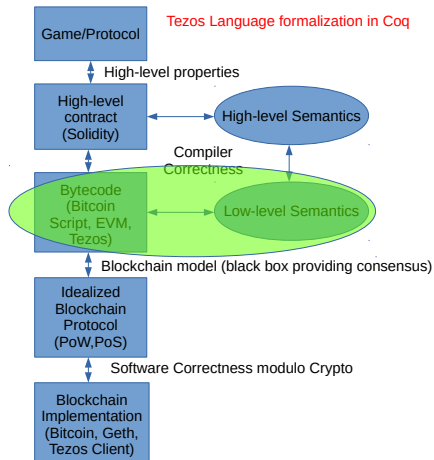 Tezos Language formalization in Coq
Game/Protocol
High-level properties
High-level
contract
(Solidity)
High-level Semantics
Compiler
Correctness
Bytecode
(Bitcoin
Script, EVM,
Tezos)
Low-level Semantics
Blockchain model (black box providing consensus)
Idealized
Blockchain
Protocol
(PoW,PoS)
Software Correctness modulo Crypto
Blockchain
Implementation
(Bitcoin, Geth,
Tezos Client)